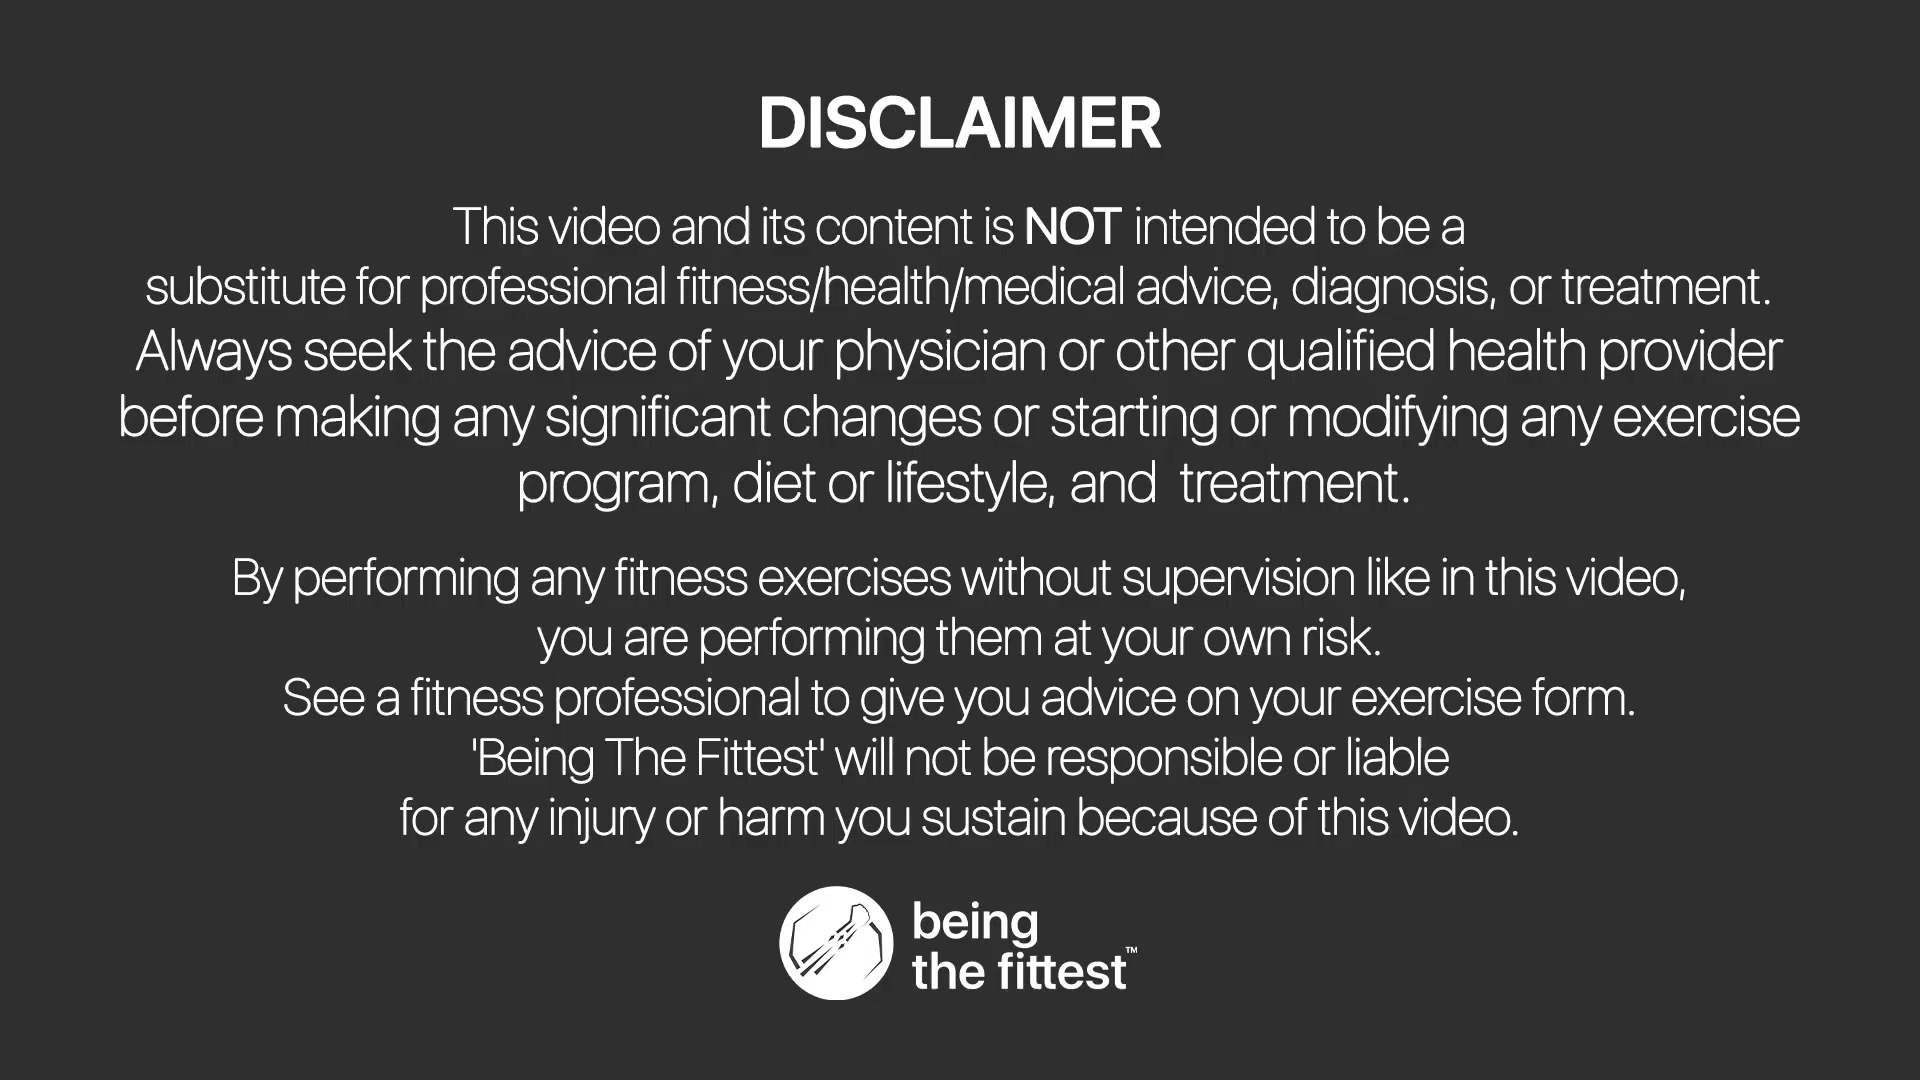 DISCLAIMER
This video and its content is NOT intended to be a
substitute for professional fitness/health/medical advice, diagnosis, or treatment.
Always seek the advice of your physician or other qualified health provider
before making any significant changes or starting or modifying any exercise
program, diet or lifestyle, and  treatment.
By performing any fitness exercises without supervision like in this video,
you are performing them at your own risk.
See a fitness professional to give you advice on your exercise form.
'Being The Fittest' will not be responsible or liable
for any injury or harm you sustain because of this video.
being
the fittest™